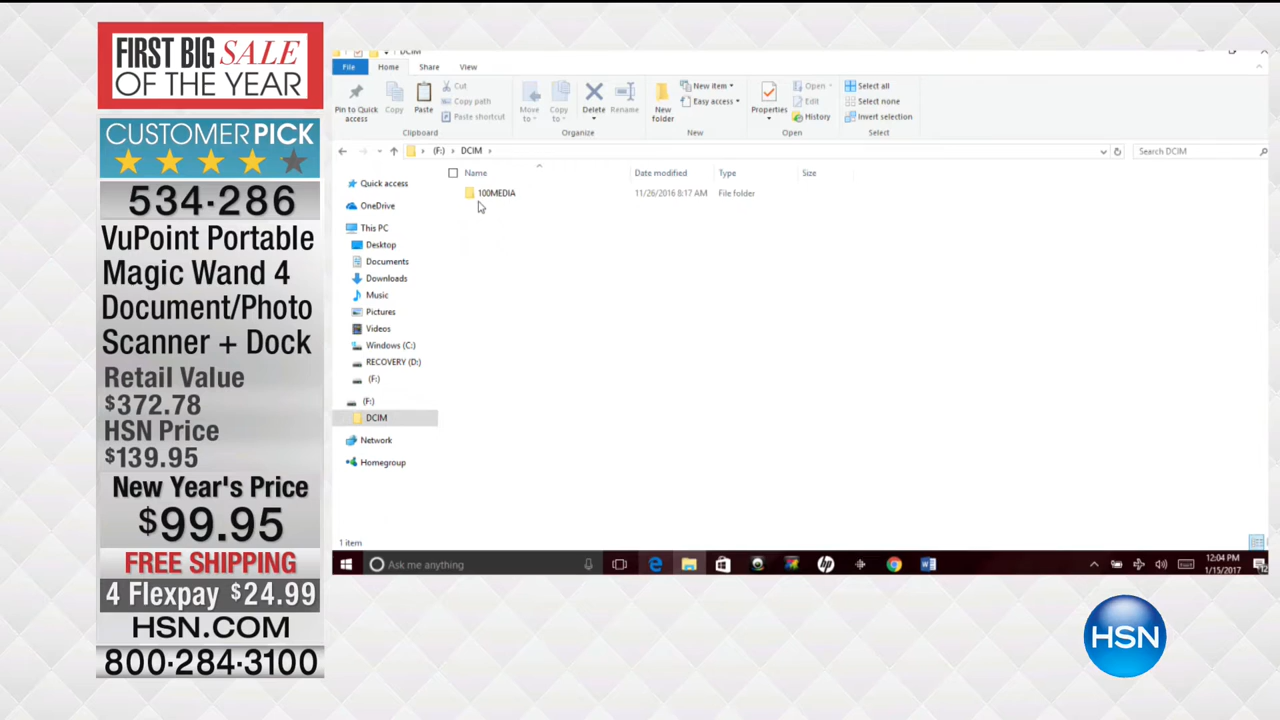 FIRST BIG SALE
OF THE YEAR
CUSTOMER PICK
534·286
VuPoint Portable
Magic Wand 4
Document/Photo
Scanner + Dock
Retail Value
$372.78
HSN Price
$139.95
New Year's Price
$99.95
FREE SHIPPING
4 Flexpay $24.99
HSN.COM
800·284·3100
DCIM
File Home Share View
Pin to Quick access
Copy
Paste
Cut
Copy path
Paste shortcut
Clipboard
Move to
Copy to
Delete
Rename
Organize
New folder
New item
Easy access
New
Properties
Open
Edit
History
Open
Select all
Select none
Invert selection
Select
(F:) DCIM
Search DCIM
Name Date modified Type Size
100MEDIA 11/26/2016 8:17 AM File folder
Quick access
OneDrive
This PC
Desktop
Documents
Downloads
Music
Pictures
Videos
Windows (C:)
RECOVERY (D:)
(F:)
(F:)
DCIM
Network
Homegroup
1 item
Ask me anything
hp
12:04 PM
1/15/2017
HSN